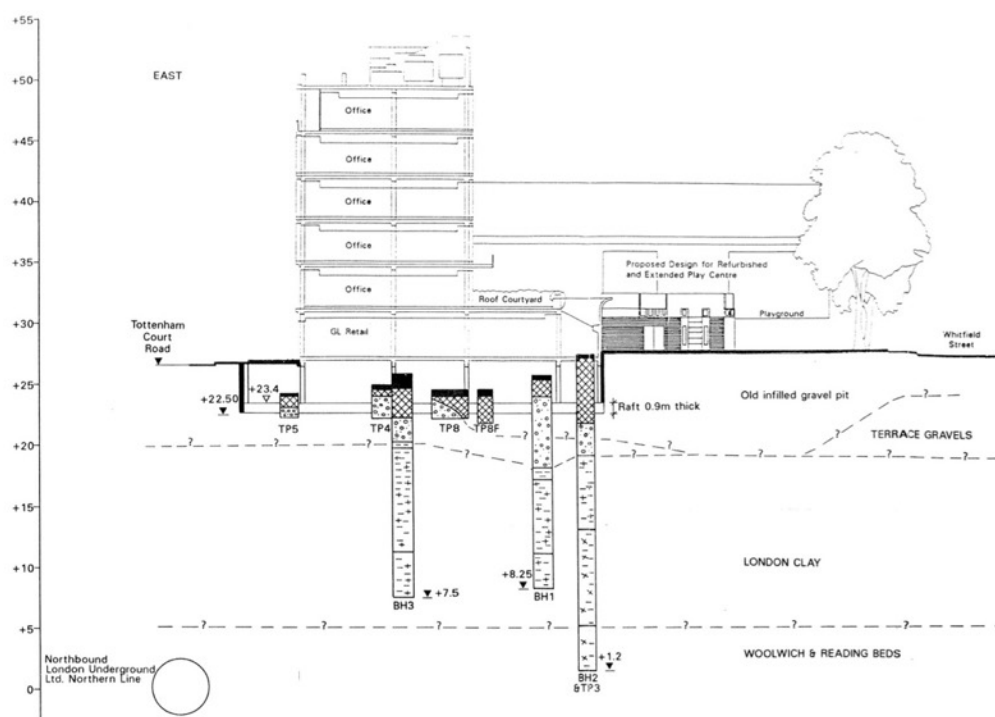 +55
+50
+45
+40
+35
+30
+25
+20
+15
+10
+5
0
EAST
Office
Office
Office
Office
Office
GL Retail
Roof Courtyard
Proposed Design for Refurbished
and Extended Play Centre
Playground
Tottenham
Court
Road
Whitfield
Street
+23.4
+22.50
TP5
TP4
TP8
TP8F
Raft 0.9m thick
Old infilled gravel pit
TERRACE GRAVELS
? ? ? ? ? ? ? ? ? ? ? ? ? ?
LONDON CLAY
+8.25
+7.5
BH3
BH1
? ? ? ? ? ? ? ? ? ? ?
WOOLWICH & READING BEDS
+1.2
BH2
&TP3
Northbound
London Underground
Ltd. Northern Line